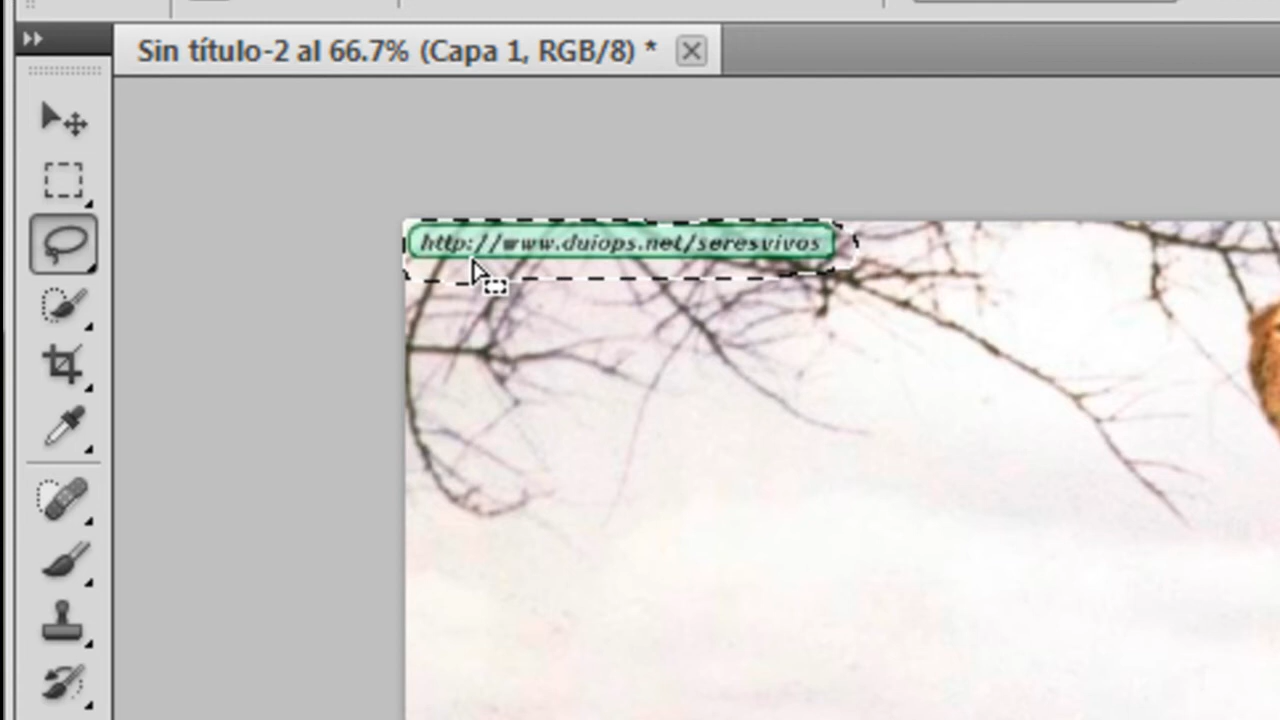 Sin título-2 al 66.7% (Capa 1, RGB/8) *
http://www.duiops.net/seresvivos